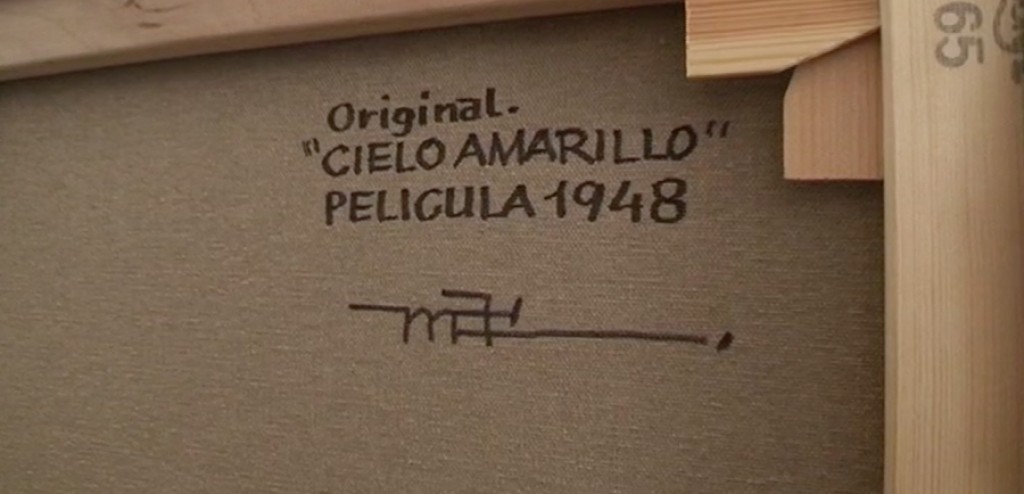 Original.
"CIELO AMARILLO"
PELICULA 1948
65